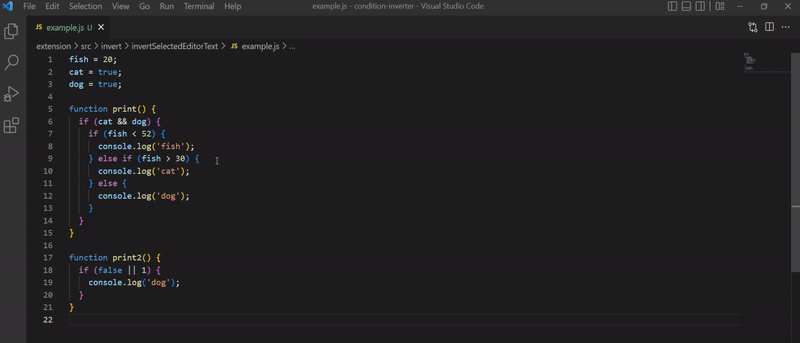 File Edit Selection View Go Run Terminal Help example.js - condition-inverter - Visual Studio Code
JS example.js U
extension > src > invert > invertSelectedEditorText > JS example.js > ...
1 fish = 20;
2 cat = true;
3 dog = true;
4
5 function print() {
6 if (cat && dog) {
7 if (fish < 52) {
8 console.log('fish');
9 } else if (fish > 30) {
10 console.log('cat');
11 } else {
12 console.log('dog');
13 }
14 }
15 }
16
17 function print2() {
18 if (false || 1) {
19 console.log('dog');
20 }
21 }
22